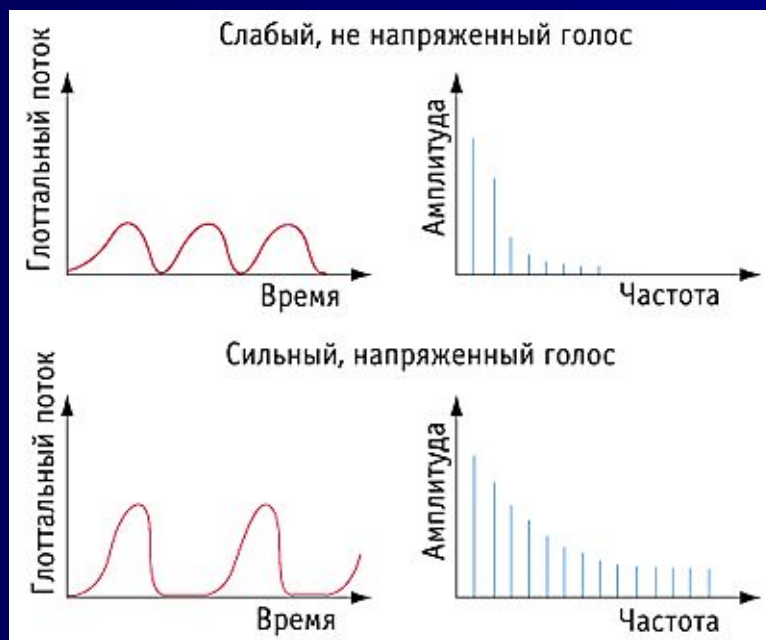 Слабый, не напряженный голос
Глоттальный поток
Время
Амплитуда
Частота
Сильный, напряженный голос
Глоттальный поток
Время
Амплитуда
Частота